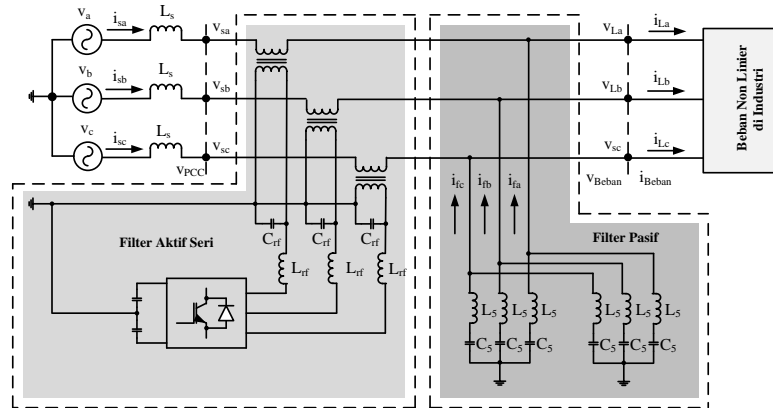 v_a
i_sa
L_s
v_sa
v_La
i_La
v_b
i_sb
L_s
v_sb
v_Lb
i_Lb
v_c
i_sc
L_s
v_sc
v_sc
i_Lc
v_PCC
v_Beban
i_Beban
Beban Non Linier
di Industri
i_fc
i_fb
i_fa
Filter Aktif Seri
C_rf
C_rf
C_rf
Filter Pasif
L_rf
L_rf
L_rf
L_5
L_5
L_5
L_5
L_5
L_5
C_5
C_5
C_5
C_5
C_5
C_5